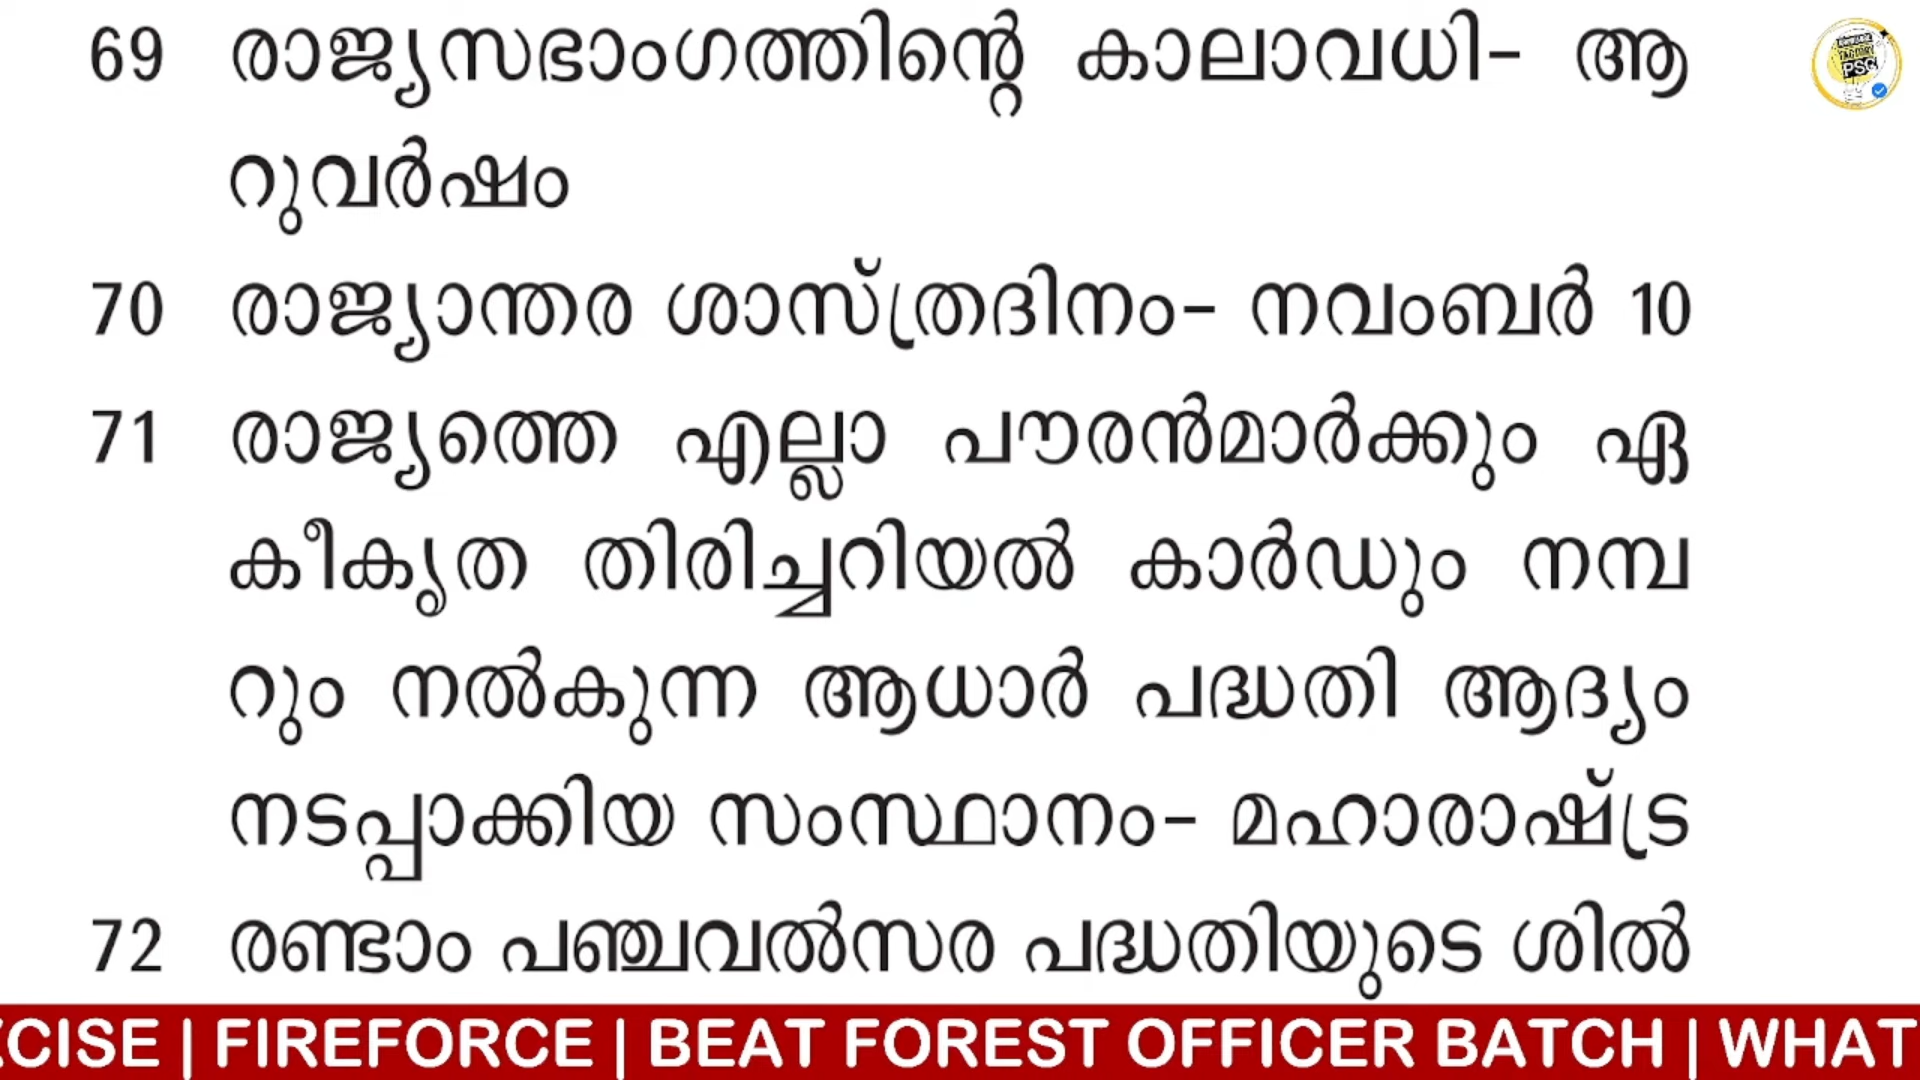 69 രാജ്യസഭാംഗത്തിന്റെ കാലാവധി- ആ
റുവർഷം
70 രാജ്യാന്തര ശാസ്ത്രദിനം- നവംബർ 10
71 രാജ്യത്തെ എല്ലാ പൗരൻമാർക്കും ഏ
കീകൃത തിരിച്ചറിയൽ കാർഡും നമ്പ
റും നൽകുന്ന ആധാർ പദ്ധതി ആദ്യം
നടപ്പാക്കിയ സംസ്ഥാനം- മഹാരാഷ്ട്ര
72 രണ്ടാം പഞ്ചവൽസര പദ്ധതിയുടെ ശിൽ
CISE | FIREFORCE | BEAT FOREST OFFICER BATCH | WHAT
PSC